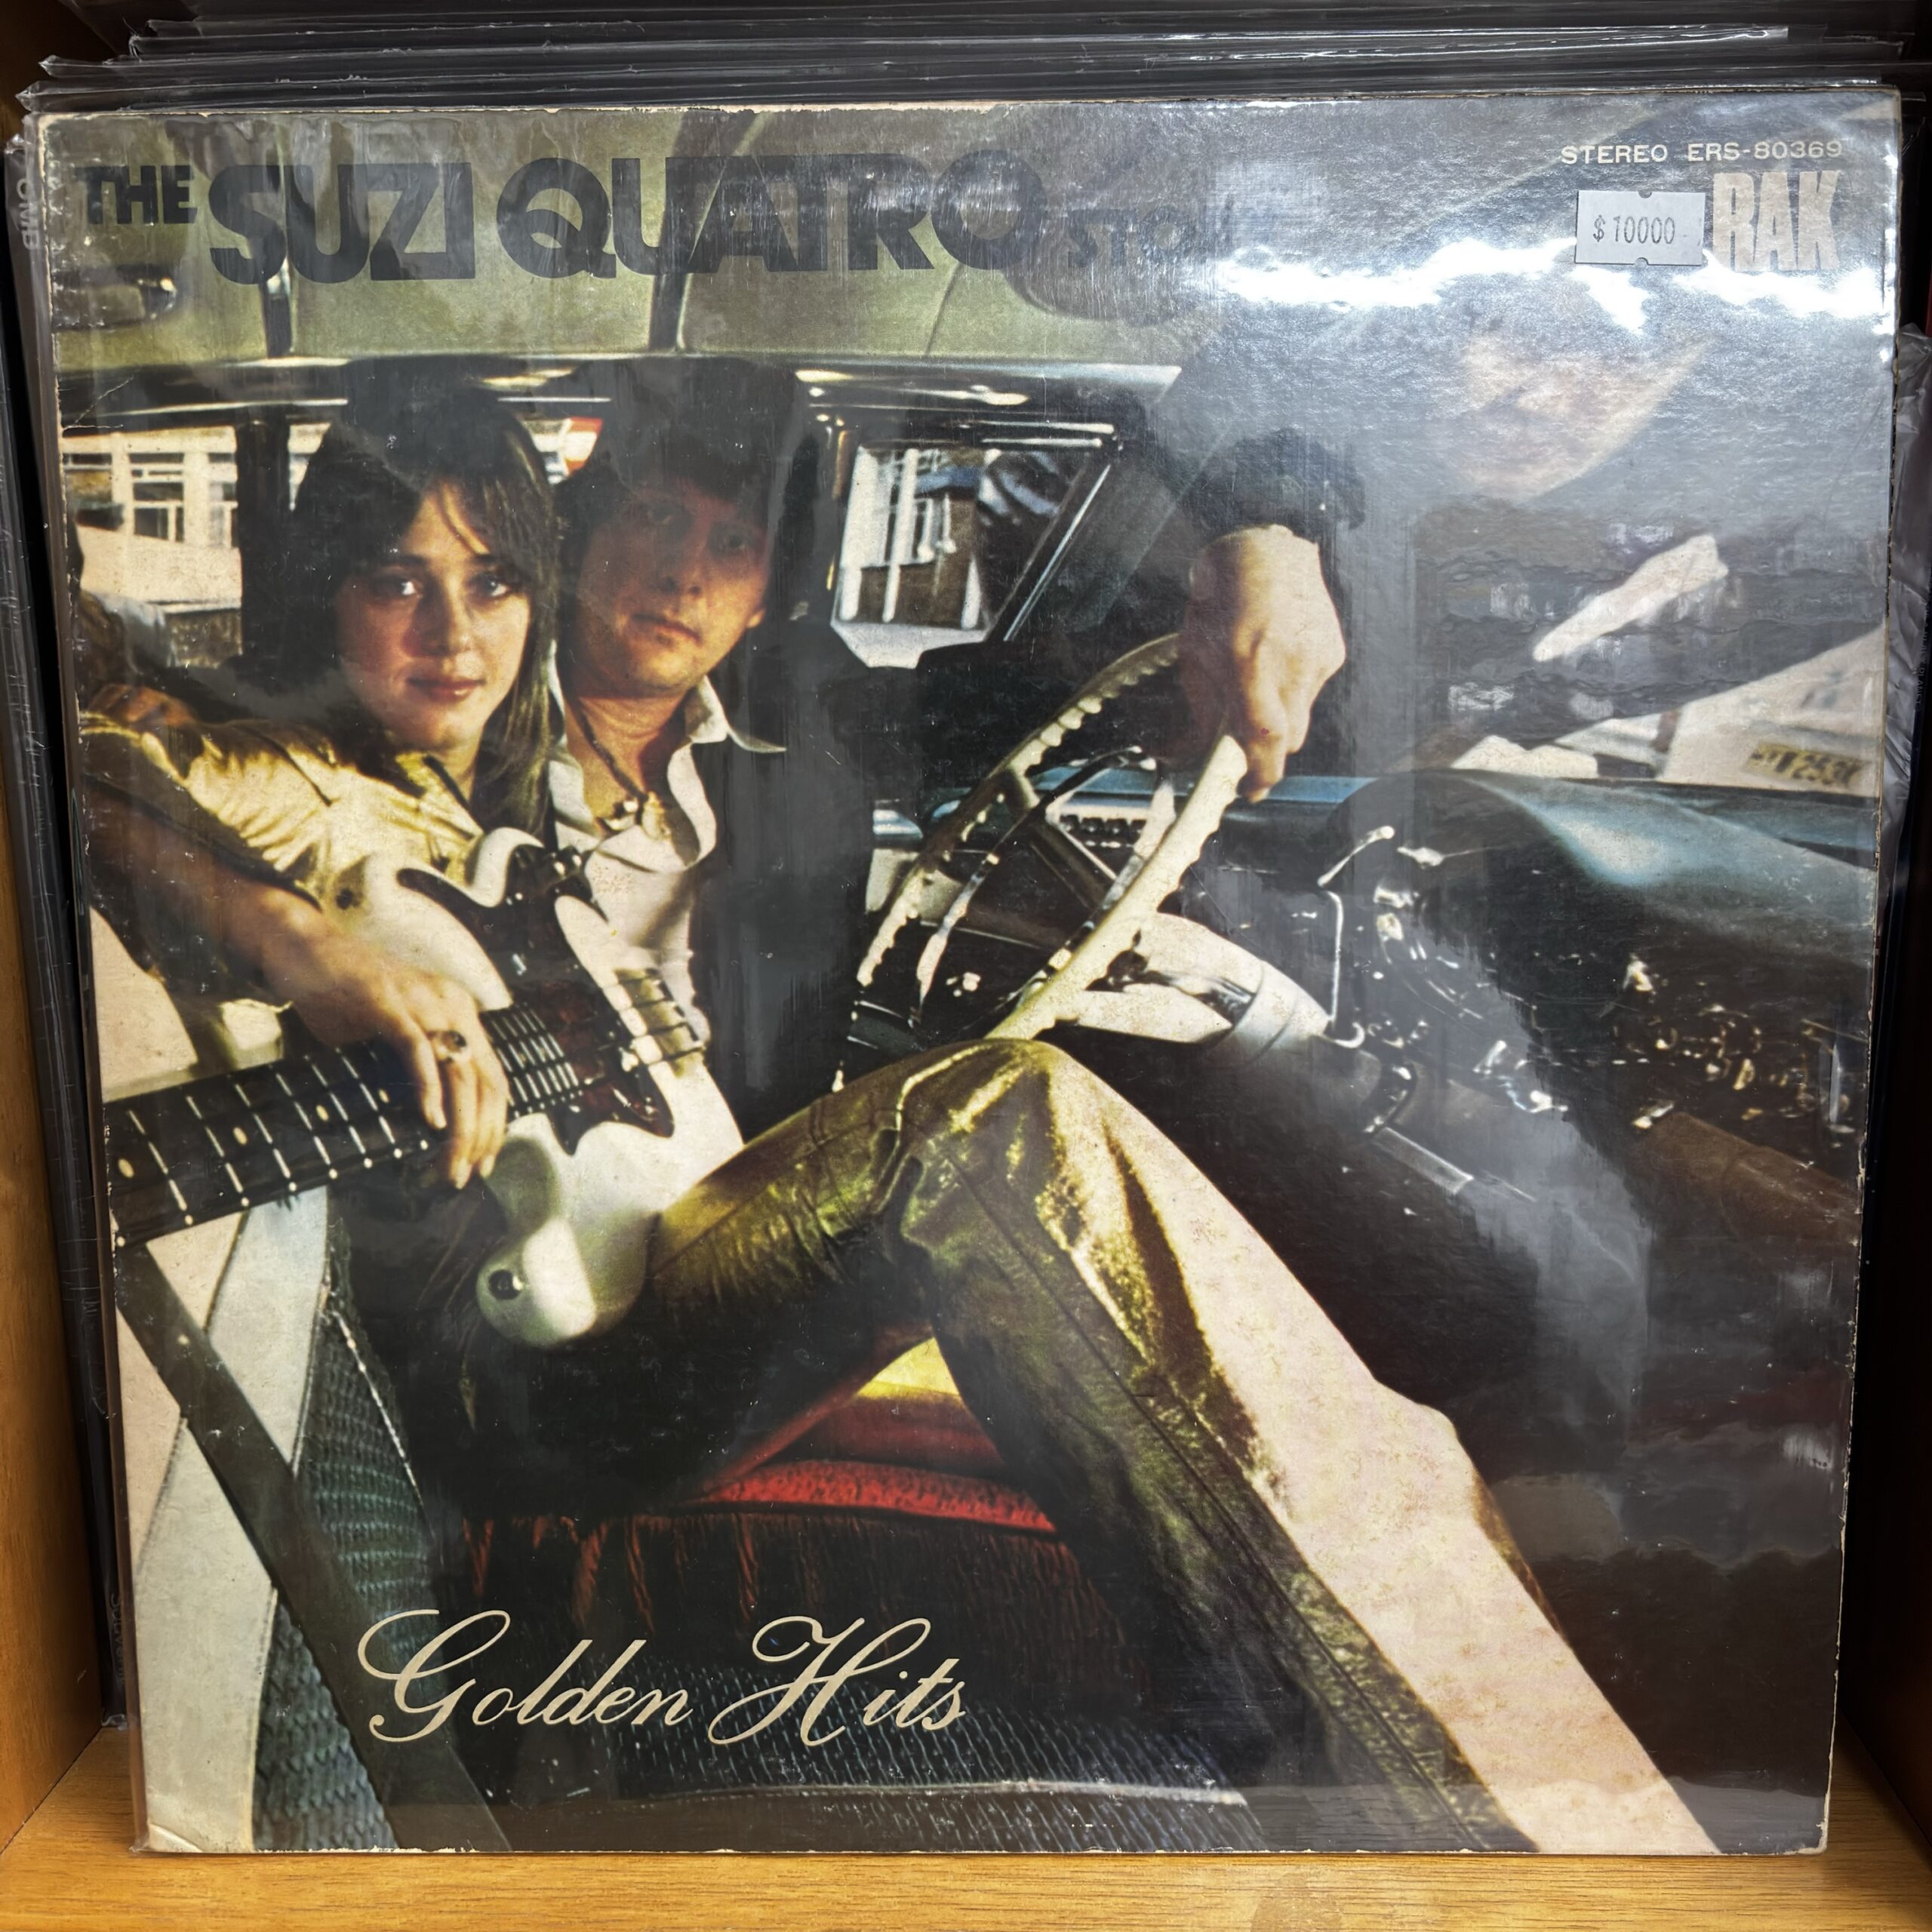 THE SUZI QUATRO STORY
STEREO ERS-80369
RAK
$10000
Golden Hits